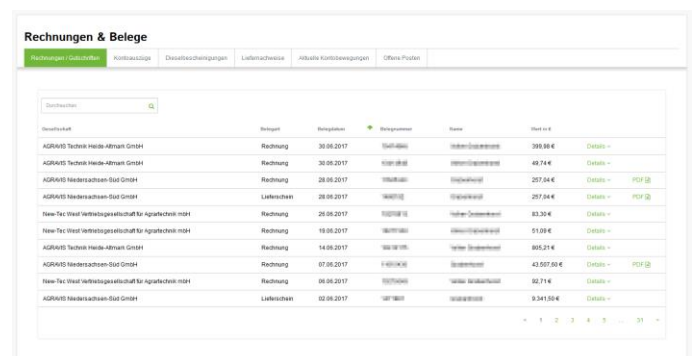 Rechnungen & Belege
Rechnungen / Gutschriften Kontoauszüge Dieselbescheinigungen Liefernachweise Aktuelle Kontobewegungen Offene Posten
Durchsuchen
Gesellschaft Belegart Belegdatum Belegnummer Name Wert in €
AGRAVIS Technik Heide-Altmark GmbH Rechnung 30.06.2017 399,98 € Details
AGRAVIS Technik Heide-Altmark GmbH Rechnung 30.06.2017 49,74 € Details
AGRAVIS Niedersachsen-Süd GmbH Rechnung 28.06.2017 257,04 € Details PDF
AGRAVIS Niedersachsen-Süd GmbH Lieferschein 28.06.2017 257,04 € Details
New-Tec West Vertriebsgesellschaft für Agrartechnik mbH Rechnung 26.06.2017 83,30 € Details
New-Tec West Vertriebsgesellschaft für Agrartechnik mbH Rechnung 19.06.2017 51,09 € Details
AGRAVIS Technik Heide-Altmark GmbH Rechnung 14.06.2017 805,21 € Details
AGRAVIS Niedersachsen-Süd GmbH Rechnung 07.06.2017 43.507,60 € Details PDF
New-Tec West Vertriebsgesellschaft für Agrartechnik mbH Rechnung 06.06.2017 92,71 € Details
AGRAVIS Niedersachsen-Süd GmbH Lieferschein 02.06.2017 9.341,50 € Details
« 1 2 3 4 5 ... 31 »